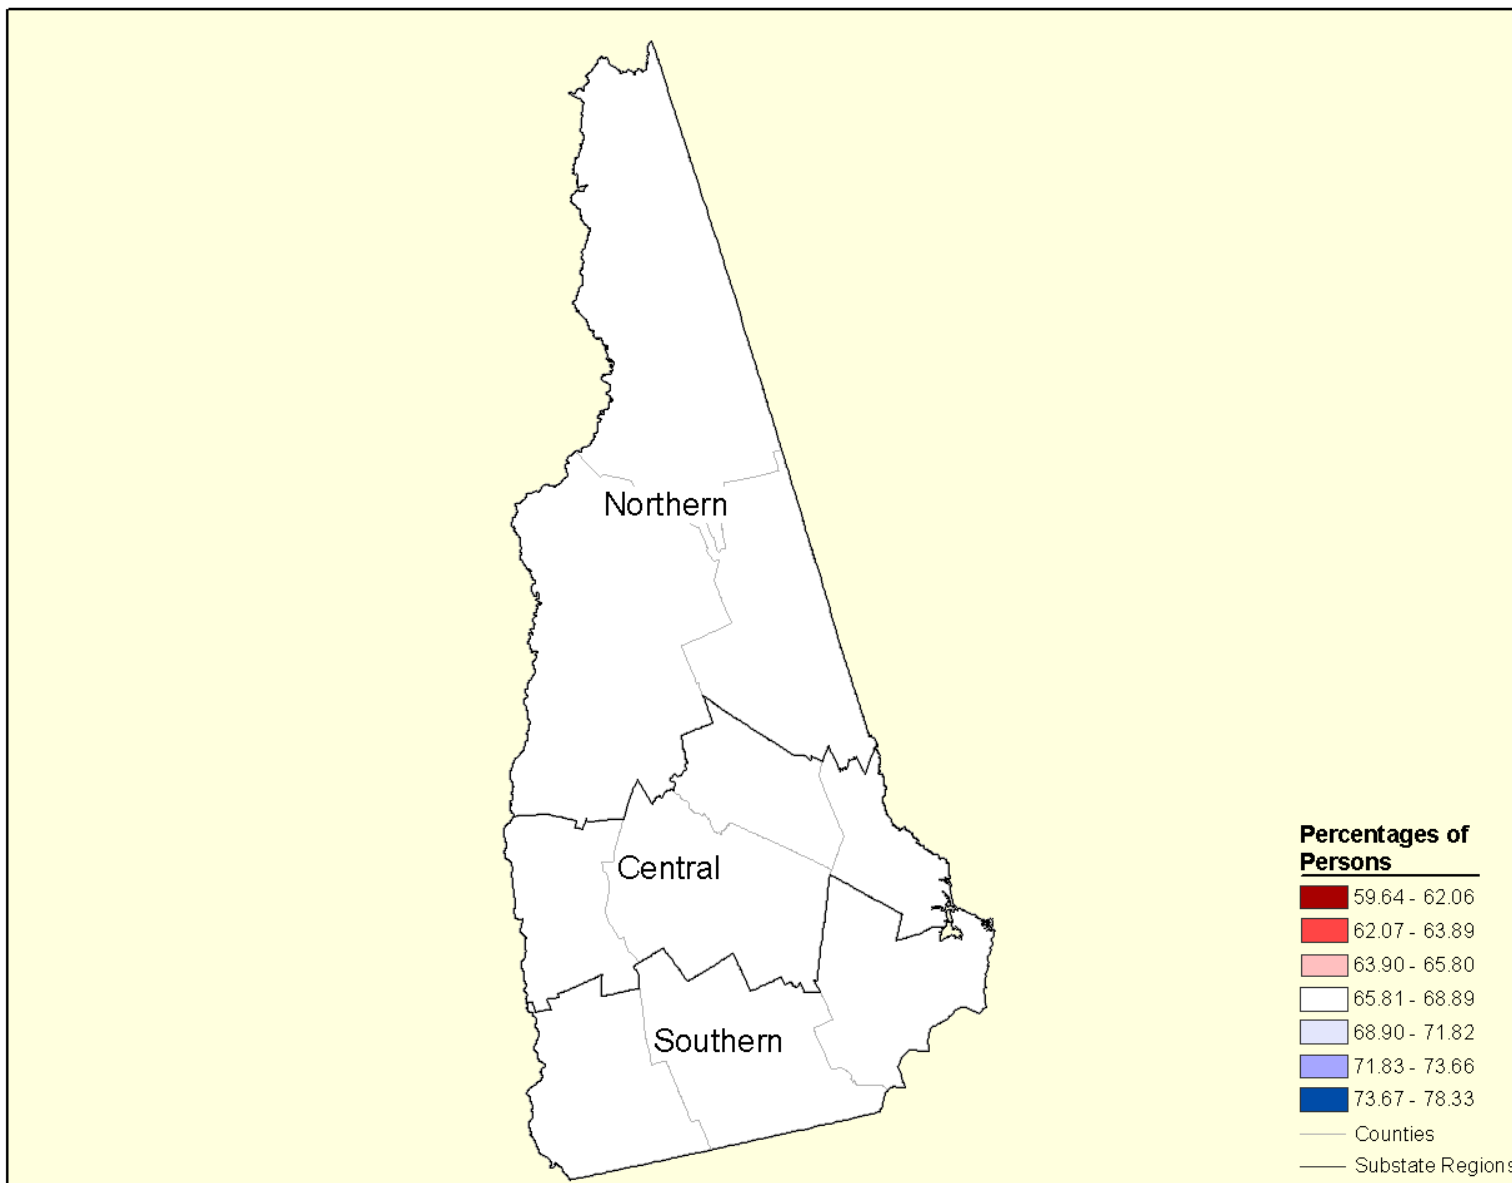 Northern
Central
Southern
Percentages of
Persons
59.64 - 62.06
62.07 - 63.89
63.90 - 65.80
65.81 - 68.89
68.90 - 71.82
71.83 - 73.66
73.67 - 78.33
Counties
Substate Regions